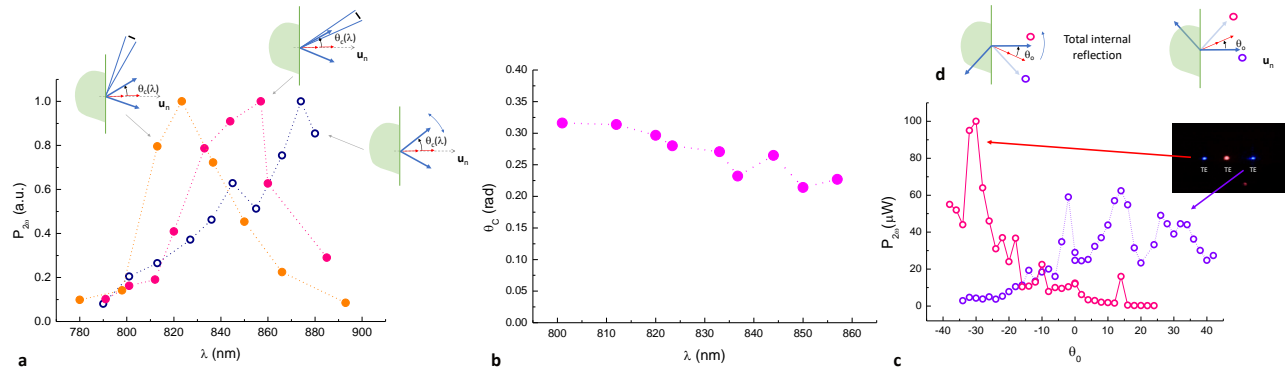 θc(λ)
uₙ
θc(λ)
uₙ
θc(λ)
uₙ
P2ω (a.u.)
1.0
0.8
0.6
0.4
0.2
0.0
780 800 820 840 860 880 900
λ (nm)
a
θC (rad)
0.40
0.35
0.30
0.25
0.20
0.15
0.10
0.05
0.00
800 810 820 830 840 850 860
λ (nm)
b
d
θo
Total internal
reflection
θo
uₙ
P2ω (μW)
100
80
60
40
20
0
-40 -30 -20 -10 0 10 20 30 40
θ0
c
TE TE TE